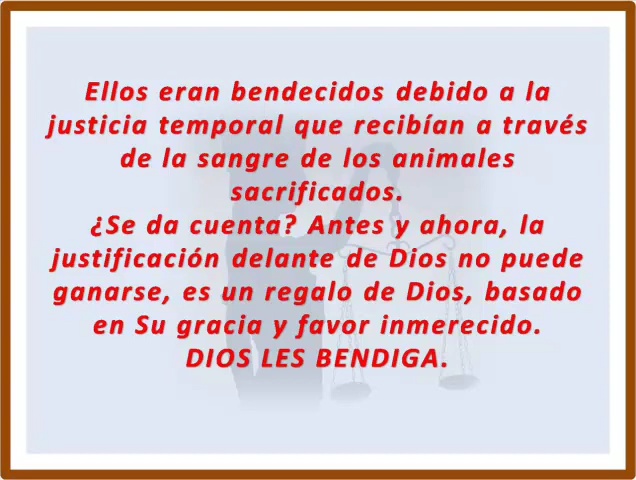 Ellos eran bendecidos debido a la
justicia temporal que recibían a través
de la sangre de los animales
sacrificados.
¿Se da cuenta? Antes y ahora, la
justificación delante de Dios no puede
ganarse, es un regalo de Dios, basado
en Su gracia y favor inmerecido.
DIOS LES BENDIGA.